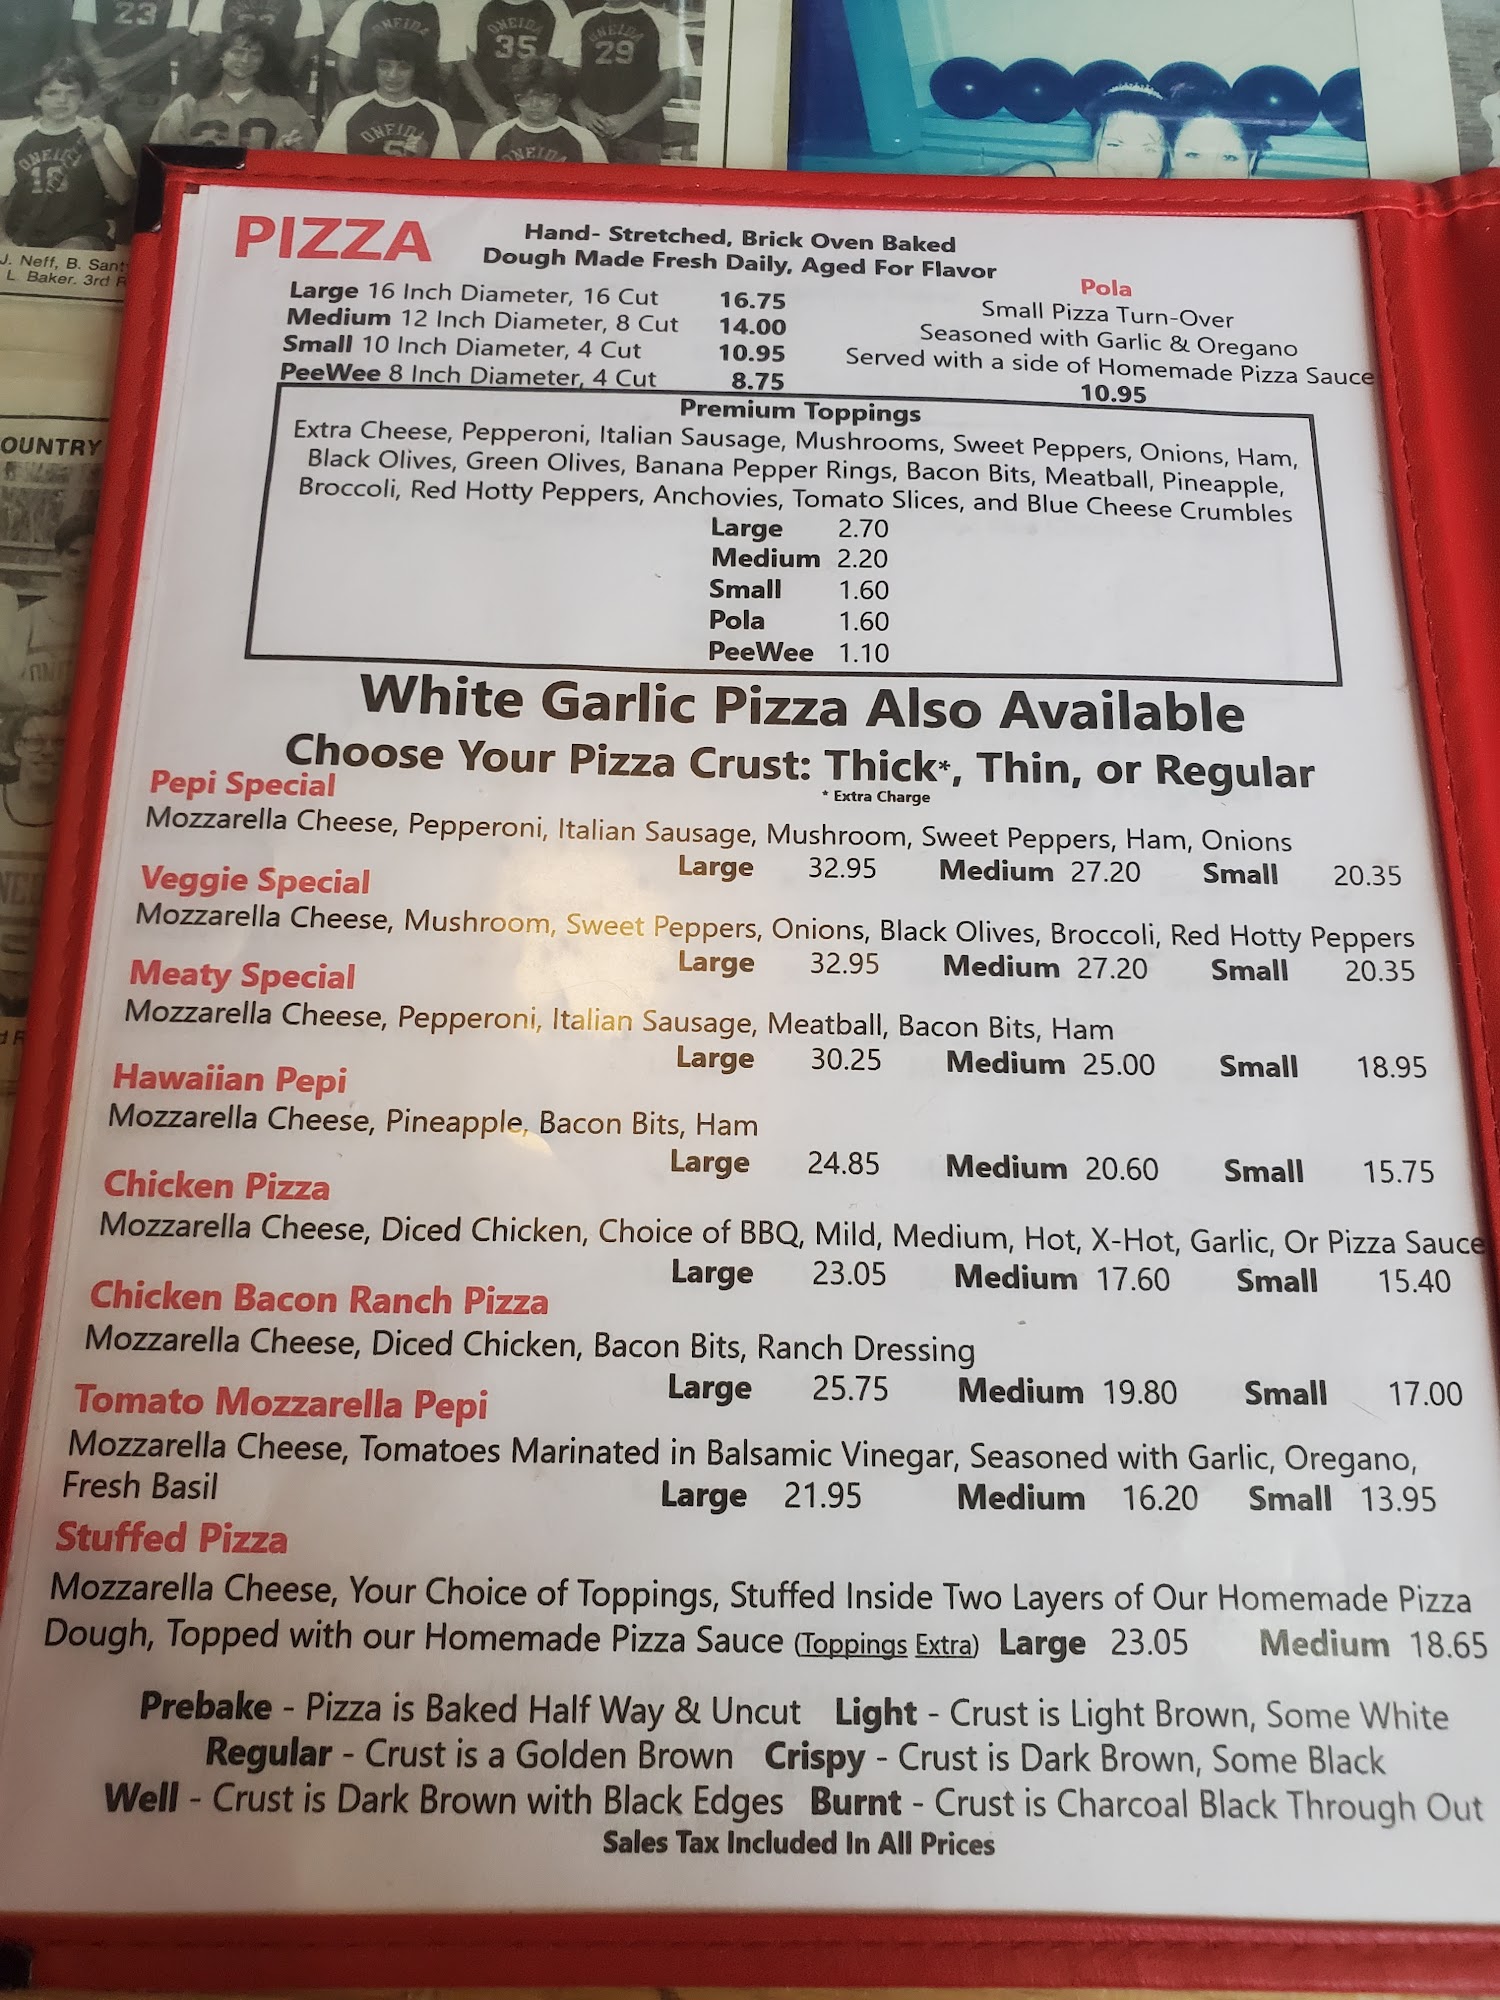 23
ONEIDA
ONEIDA
35
ONEIDA
29
ONEIDA
10
ONEIDA
ONEIDA
J. Neff, B. Sant
L. Baker. 3rd R
OUNTRY
PIZZA
Hand- Stretched, Brick Oven Baked
Dough Made Fresh Daily, Aged For Flavor
Large 16 Inch Diameter, 16 Cut 16.75
Medium 12 Inch Diameter, 8 Cut 14.00
Small 10 Inch Diameter, 4 Cut 10.95
PeeWee 8 Inch Diameter, 4 Cut 8.75
Pola
Small Pizza Turn-Over
Seasoned with Garlic & Oregano
Served with a side of Homemade Pizza Sauce
10.95
Premium Toppings
Extra Cheese, Pepperoni, Italian Sausage, Mushrooms, Sweet Peppers, Onions, Ham,
Black Olives, Green Olives, Banana Pepper Rings, Bacon Bits, Meatball, Pineapple,
Broccoli, Red Hotty Peppers, Anchovies, Tomato Slices, and Blue Cheese Crumbles
Large 2.70
Medium 2.20
Small 1.60
Pola 1.60
PeeWee 1.10
White Garlic Pizza Also Available
Choose Your Pizza Crust: Thick*, Thin, or Regular
* Extra Charge
Pepi Special
Mozzarella Cheese, Pepperoni, Italian Sausage, Mushroom, Sweet Peppers, Ham, Onions
Large 32.95 Medium 27.20 Small 20.35
Veggie Special
Mozzarella Cheese, Mushroom, Sweet Peppers, Onions, Black Olives, Broccoli, Red Hotty Peppers
Large 32.95 Medium 27.20 Small 20.35
Meaty Special
Mozzarella Cheese, Pepperoni, Italian Sausage, Meatball, Bacon Bits, Ham
Large 30.25 Medium 25.00 Small 18.95
Hawaiian Pepi
Mozzarella Cheese, Pineapple, Bacon Bits, Ham
Large 24.85 Medium 20.60 Small 15.75
Chicken Pizza
Mozzarella Cheese, Diced Chicken, Choice of BBQ, Mild, Medium, Hot, X-Hot, Garlic, Or Pizza Sauce
Large 23.05 Medium 17.60 Small 15.40
Chicken Bacon Ranch Pizza
Mozzarella Cheese, Diced Chicken, Bacon Bits, Ranch Dressing
Large 25.75 Medium 19.80 Small 17.00
Tomato Mozzarella Pepi
Mozzarella Cheese, Tomatoes Marinated in Balsamic Vinegar, Seasoned with Garlic, Oregano,
Fresh Basil Large 21.95 Medium 16.20 Small 13.95
Stuffed Pizza
Mozzarella Cheese, Your Choice of Toppings, Stuffed Inside Two Layers of Our Homemade Pizza
Dough, Topped with our Homemade Pizza Sauce (Toppings Extra) Large 23.05 Medium 18.65
Prebake - Pizza is Baked Half Way & Uncut Light - Crust is Light Brown, Some White
Regular - Crust is a Golden Brown Crispy - Crust is Dark Brown, Some Black
Well - Crust is Dark Brown with Black Edges Burnt - Crust is Charcoal Black Through Out
Sales Tax Included In All Prices